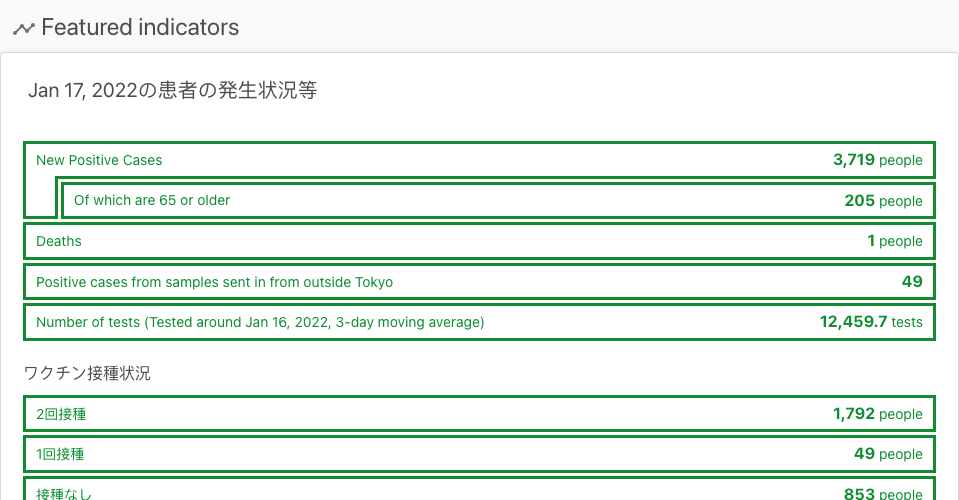 Featured indicators
Jan 17, 2022の患者の発生状況等
New Positive Cases 3,719 people
Of which are 65 or older 205 people
Deaths 1 people
Positive cases from samples sent in from outside Tokyo 49
Number of tests (Tested around Jan 16, 2022, 3-day moving average) 12,459.7 tests
ワクチン接種状況
2回接種 1,792 people
1回接種 49 people
接種なし 853 people